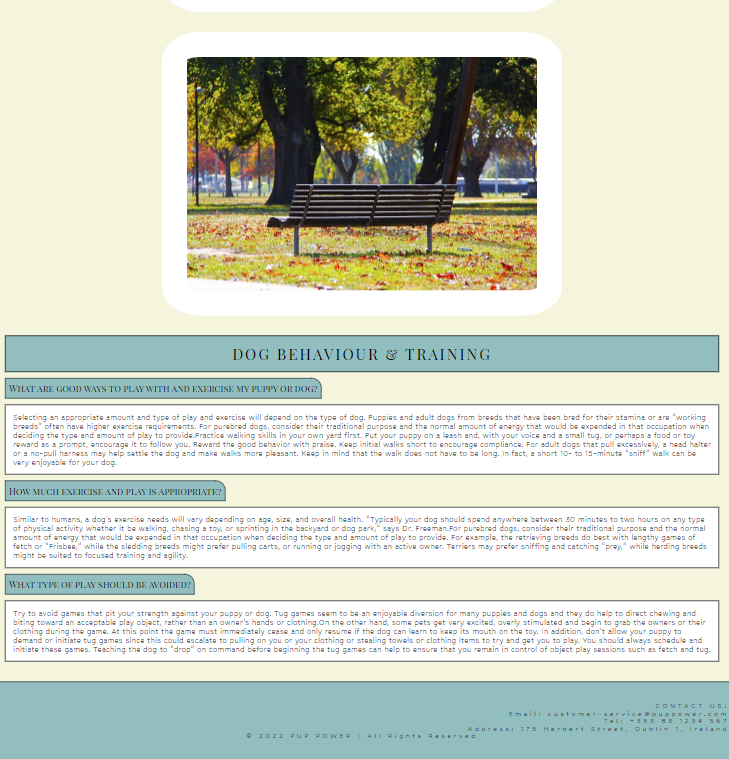 DOG BEHAVIOUR & TRAINING
WHAT ARE GOOD WAYS TO PLAY WITH AND EXERCISE MY PUPPY OR DOG?
Selecting an appropriate amount and type of play and exercise will depend on the type of dog. Puppies and adult dogs from breeds that have been bred for their stamina or are "working
breeds" often have higher exercise requirements. For purebred dogs, consider their traditional purpose and the normal amount of energy that would be expended in that occupation when
deciding the type and amount of play to provide.Practice walking skills in your own yard first. Put your puppy on a leash and, with your voice and a small tug, or perhaps a food or toy
reward as a prompt, encourage it to follow you. Reward the good behavior with praise. Keep initial walks short to encourage compliance. For adult dogs that pull excessively, a head halter
or a no-pull harness may help settle the dog and make walks more pleasant. Keep in mind that the walk does not have to be long. In fact, a short 10- to 15-minute "sniff" walk can be
very enjoyable for your dog.
HOW MUCH EXERCISE AND PLAY IS APPROPRIATE?
Similar to humans, a dog's exercise needs will vary depending on age, size, and overall health. "Typically your dog should spend anywhere between 30 minutes to two hours on any type
of physical activity whether it be walking, chasing a toy, or sprinting in the backyard or dog park," says Dr. Freeman.For purebred dogs, consider their traditional purpose and the normal
amount of energy that would be expended in that occupation when deciding the type and amount of play to provide. For example, the retrieving breeds do best with lengthy games of
fetch or "Frisbee," while the sledding breeds might prefer pulling carts, or running or jogging with an active owner. Terriers may prefer sniffing and catching "prey," while herding breeds
might be suited to focused training and agility.
WHAT TYPE OF PLAY SHOULD BE AVOIDED?
Try to avoid games that pit your strength against your puppy or dog. Tug games seem to be an enjoyable diversion for many puppies and dogs and they do help to direct chewing and
biting toward an acceptable play object, rather than an owner's hands or clothing.On the other hand, some pets get very excited, overly stimulated and begin to grab the owners or their
clothing during the game. At this point the game must immediately cease and only resume if the dog can learn to keep its mouth on the toy. In addition, don't allow your puppy to
demand or initiate tug games since this could escalate to pulling on you or your clothing or stealing towels or clothing items to try and get you to play. You should always schedule and
initiate these games. Teaching the dog to "drop" on command before beginning the tug games can help to ensure that you remain in control of object play sessions such as fetch and tug.
CONTACT US!
Email: customer-service@puppower.com
Tel: +353 83 1234 567
Address: 175 Herbert Street, Dublin 1, Ireland
© 2022 PUP POWER | All Rights Reserved